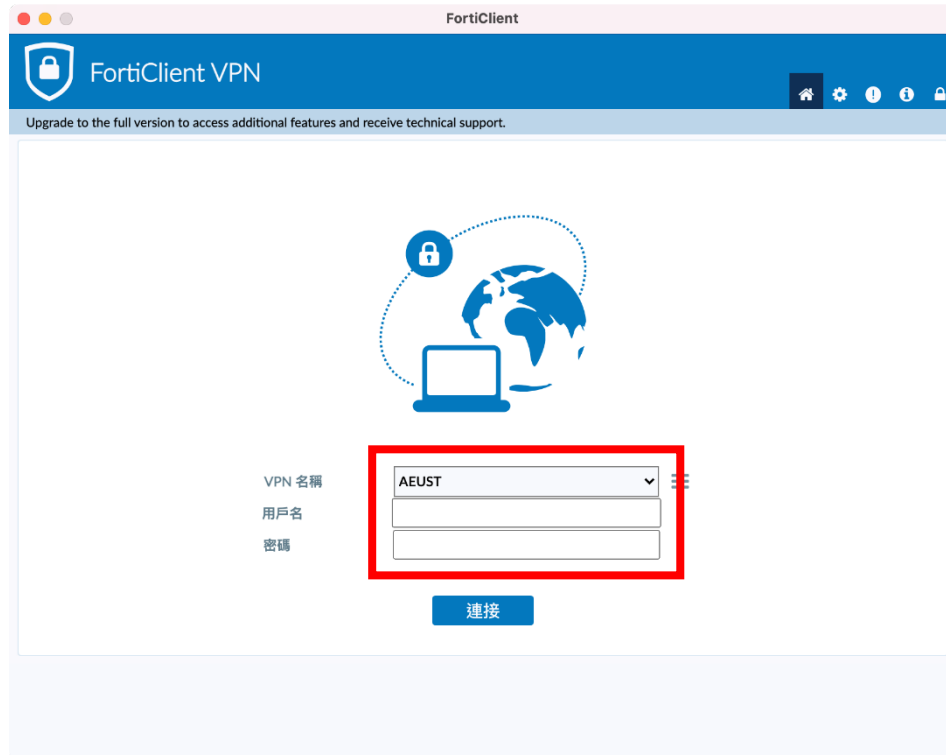 FortiClient
FortiClient VPN
Upgrade to the full version to access additional features and receive technical support.
VPN 名稱
AEUST
用戶名
密碼
連接